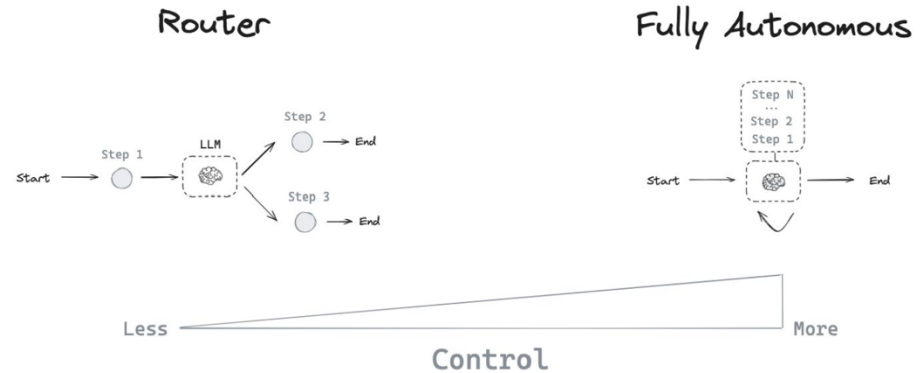 Router
Fully Autonomous
Step 1
LLM
Step 2
Step 3
Start
End
End
Step N
...
Step 2
Step 1
Start
End
Less
More
Control